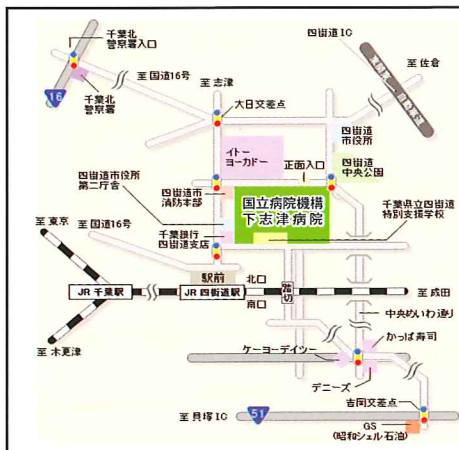 千葉北
警察署入口
四街道IC
東関東自動車道
至 国道16号
至 志津
至 佐倉
16
千葉北
警察署
大日交差点
四街道
市役所
イトー
ヨーカドー
正面入口
四街道
中央公園
四街道市役所
第二庁舎
四街道市
消防本部
国立病院機構
下志津病院
千葉県立四街道
特別支援学校
至 東京
至 国道16号
千葉銀行
四街道支店
駅前
北口
踏切
JR 千葉駅
JR 四街道駅
至 成田
南口
中央めいわ通り
至 木更津
かっぱ寿司
ケーヨーデイツー
デニーズ
吉岡交差点
至 貝塚IC
51
GS
(昭和シェル石油)